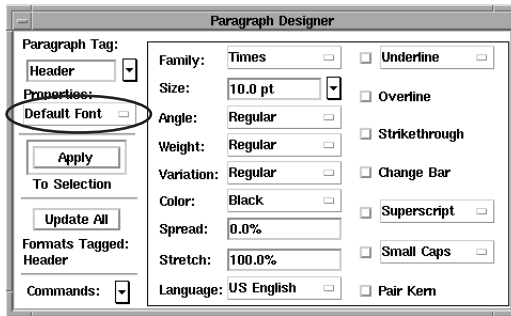 Paragraph Designer
Paragraph Tag:
Header
Properties:
Default Font
Apply
To Selection
Update All
Formats Tagged:
Header
Commands:
Family: Times
Size: 10.0 pt
Angle: Regular
Weight: Regular
Variation: Regular
Color: Black
Spread: 0.0%
Stretch: 100.0%
Language: US English
Underline
Overline
Strikethrough
Change Bar
Superscript
Small Caps
Pair Kern